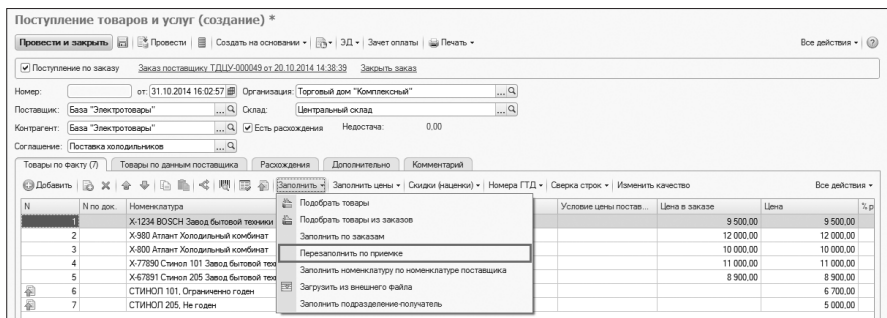 Поступление товаров и услуг (создание) *
Провести и закрыть Провести Создать на основании ЭД Зачет оплаты Печать Все действия
Поступление по заказу Заказ поставщику ТДЦУ-000049 от 20.10.2014 14:38:39 Закрыть заказ
Номер: от: 31.10.2014 16:02:57 Организация: Торговый дом "Комплексный" ...
Поставщик: База "Электротовары" ... Склад: Центральный склад ...
Контрагент: База "Электротовары" ... Есть расхождения Недостача: 0,00
Соглашение: Поставка холодильников ...
Товары по факту (7) Товары по данным поставщика Расхождения Дополнительно Комментарий
Добавить Заполнить Заполнить цены Скидки (наценки) Номера ГТД Сверка строк Изменить качество Все действия
N N по док. Номенклатура Условие цены постав... Цена в заказе Цена % р
1 Х-1234 BOSCH Завод бытовой техники 9 500,00 9 500,00
2 Х-980 Атлант Холодильный комбинат 12 000,00 12 000,00
3 Х-800 Атлант Холодильный комбинат 10 000,00 10 000,00
4 Х-77890 Стинол 101 Завод бытовой тех 11 000,00 11 000,00
5 Х-67891 Стинол 205 Завод бытовой тех 8 900,00 8 900,00
6 СТИНОЛ 101, Ограниченно годен 6 700,00
7 СТИНОЛ 205, Не годен 5 000,00
Подобрать товары
Подобрать товары из заказов
Заполнить по заказам
Перезаполнить по приемке
Заполнить номенклатуру по номенклатуре поставщика
Загрузить из внешнего файла
Заполнить подразделение-получатель